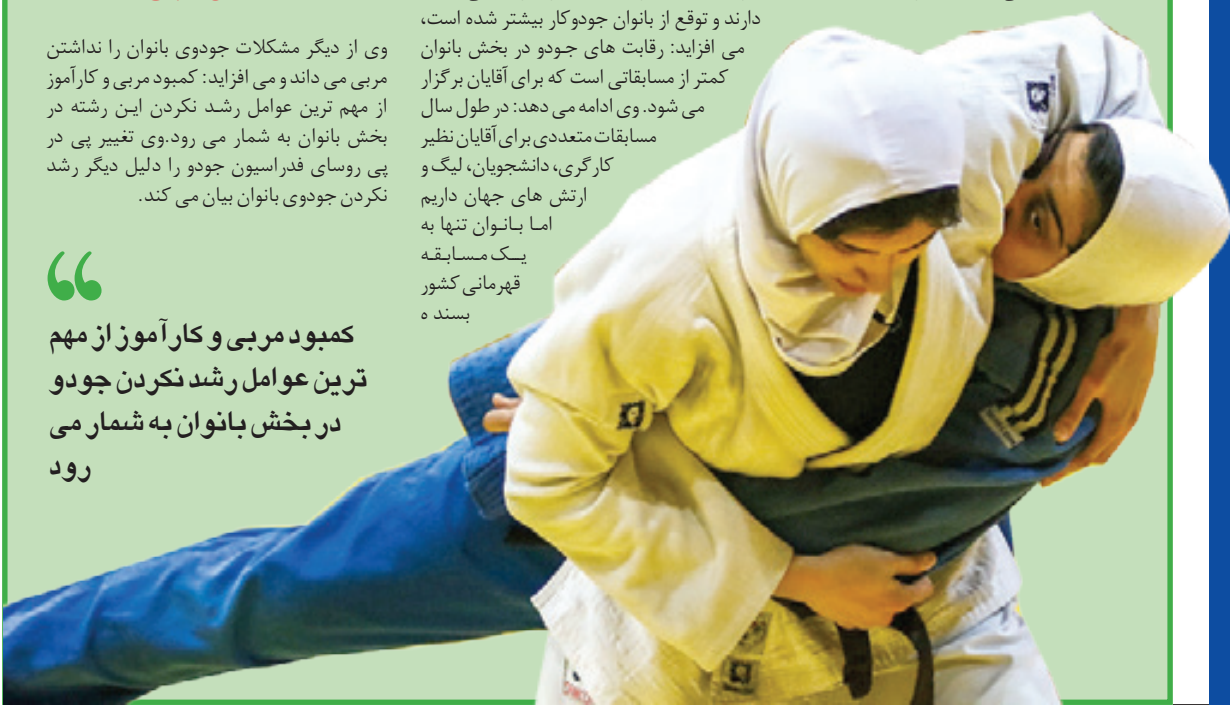 دارند و توقع از بانوان جودوکار بیشتر شده است،
می افزاید: رقابت های جودو در بخش بانوان
کمتر از مسابقاتی است که برای آقایان برگزار
می شود. وی ادامه می دهد: در طول سال
مسابقات متعددی برای آقایان نظیر
کارگری، دانشجویان، لیگ و
ارتش های جهان داریم
اما بانوان تنها به
یک مسابقه
قهرمانی کشور
بسند ه
وی از دیگر مشکلات جودوی بانوان را نداشتن
مربی می داند و می افزاید: کمبود مربی و کارآموز
از مهم ترین عوامل رشد نکردن این رشته در
بخش بانوان به شمار می رود.وی تغییر پی در
پی روسای فدراسیون جودو را دلیل دیگر رشد
نکردن جودوی بانوان بیان می کند.
کمبود مربی و کارآموز از مهم
ترین عوامل رشد نکردن جودو
در بخش بانوان به شمار می
رود